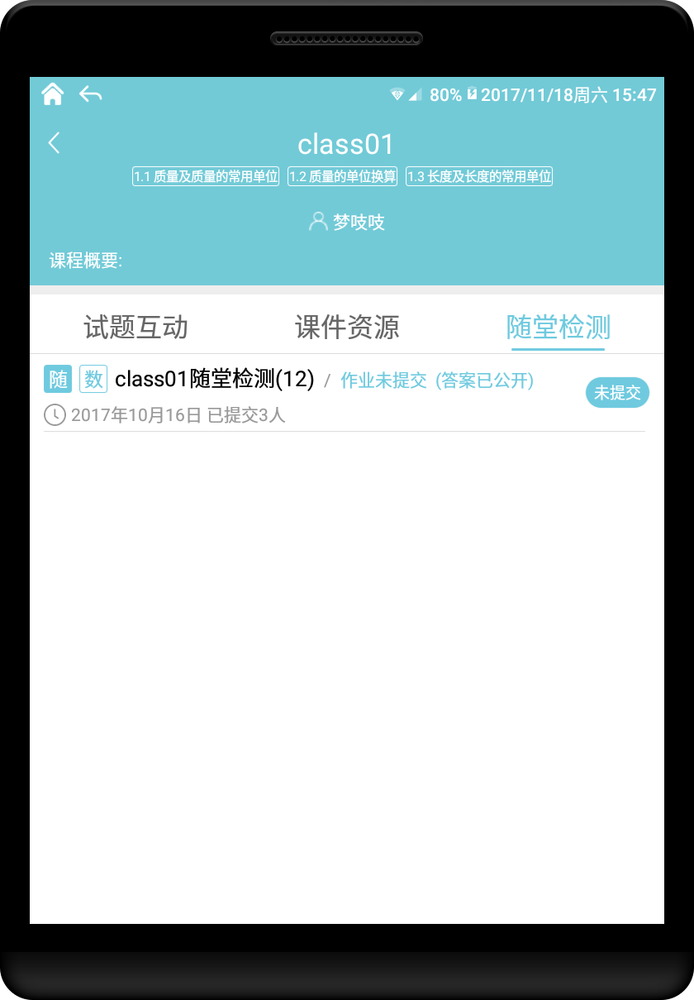 80% 2017/11/18周六 15:47
class01
1.1 质量及质量的常用单位 1.2 质量的单位换算 1.3 长度及长度的常用单位
梦吱吱
课程概要:
试题互动 课件资源 随堂检测
随 数 class01随堂检测(12) / 作业未提交 (答案已公开) 未提交
2017年10月16日 已提交3人